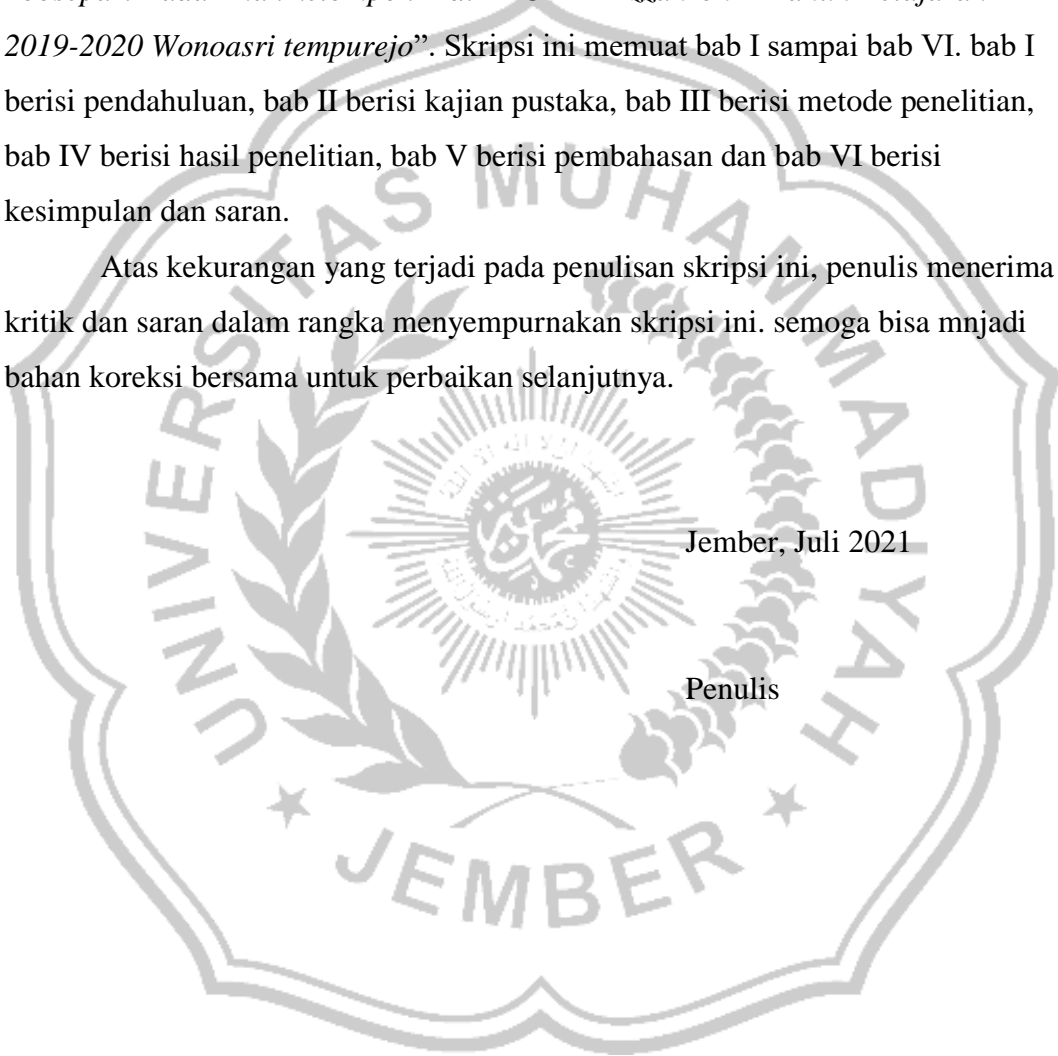 2019-2020 Wonoasri tempurejo”. Skripsi ini memuat bab I sampai bab VI. bab I
berisi pendahuluan, bab II berisi kajian pustaka, bab III berisi metode penelitian,
bab IV berisi hasil penelitian, bab V berisi pembahasan dan bab VI berisi
kesimpulan dan saran.
Atas kekurangan yang terjadi pada penulisan skripsi ini, penulis menerima
kritik dan saran dalam rangka menyempurnakan skripsi ini. semoga bisa mnjadi
bahan koreksi bersama untuk perbaikan selanjutnya.
UNIVERSITAS MUHAMMADIYAH
Jember, Juli 2021
Penulis
JEMBER